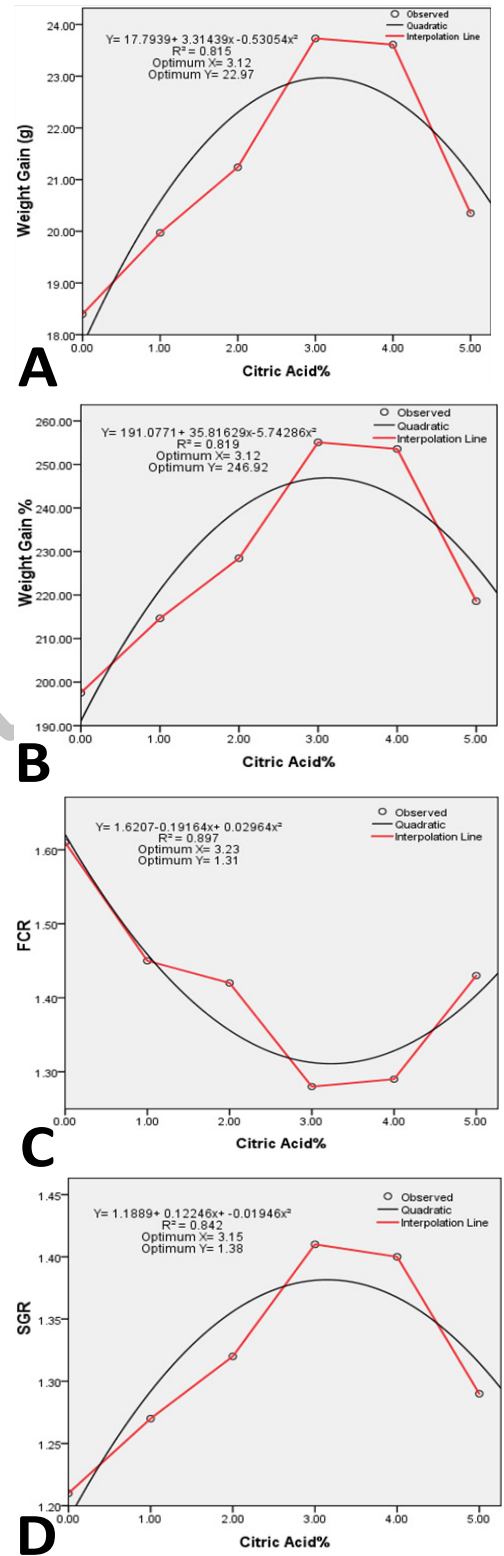 24.00
Y= 17.7939+ 3.31439x -0.53054x²
R² = 0.815
Optimum X= 3.12
Optimum Y= 22.97
Observed
Quadratic
Interpolation Line
23.00
22.00
21.00
20.00
19.00
18.00
Weight Gain (g)
0.00 1.00 2.00 3.00 4.00 5.00
Citric Acid%
A
260.00
Y= 191.0771+ 35.81629x-5.74286x²
R² = 0.819
Optimum X= 3.12
Optimum Y= 246.92
Observed
Quadratic
Interpolation Line
250.00
240.00
230.00
220.00
210.00
200.00
190.00
Weight Gain %
0.00 1.00 2.00 3.00 4.00 5.00
Citric Acid%
B
Y= 1.6207-0.19164x+ 0.02964x²
R² = 0.897
Optimum X= 3.23
Optimum Y= 1.31
Observed
Quadratic
Interpolation Line
1.60
1.50
1.40
1.30
FCR
0.00 1.00 2.00 3.00 4.00 5.00
Citric Acid%
C
1.45
Y= 1.1889+ 0.12246x+ -0.01946x²
R² = 0.842
Optimum X= 3.15
Optimum Y= 1.38
Observed
Quadratic
Interpolation Line
1.40
1.35
1.30
1.25
1.20
SGR
0.00 1.00 2.00 3.00 4.00 5.00
Citric Acid%
D